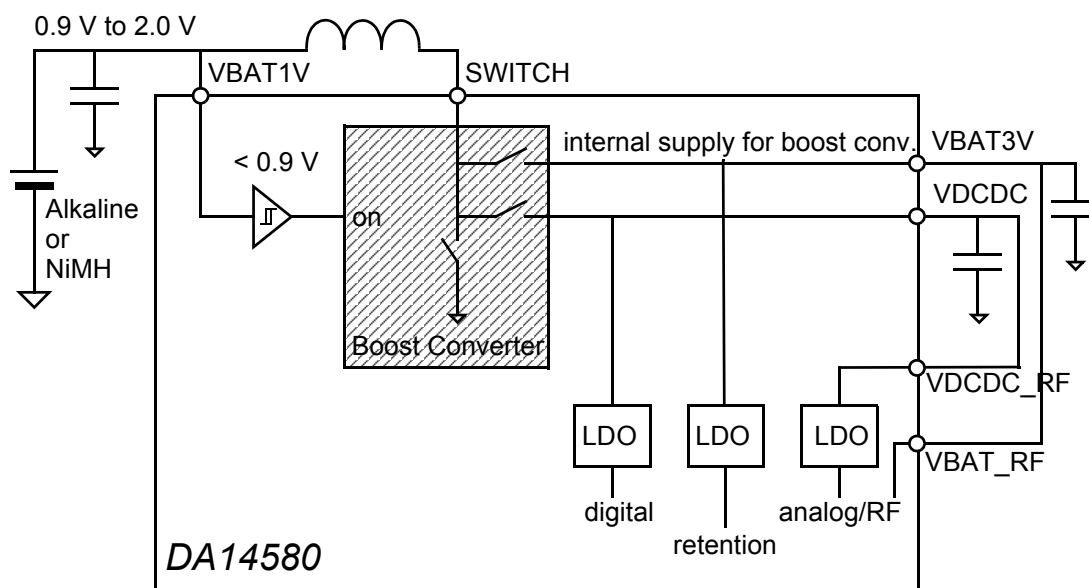 0.9 V to 2.0 V
VBAT1V
SWITCH
internal supply for boost conv.
VBAT3V
< 0.9 V
VDCDC
Alkaline
or
NiMH
on
Boost Converter
VDCDC_RF
LDO
LDO
LDO
VBAT_RF
digital
analog/RF
retention
DA14580